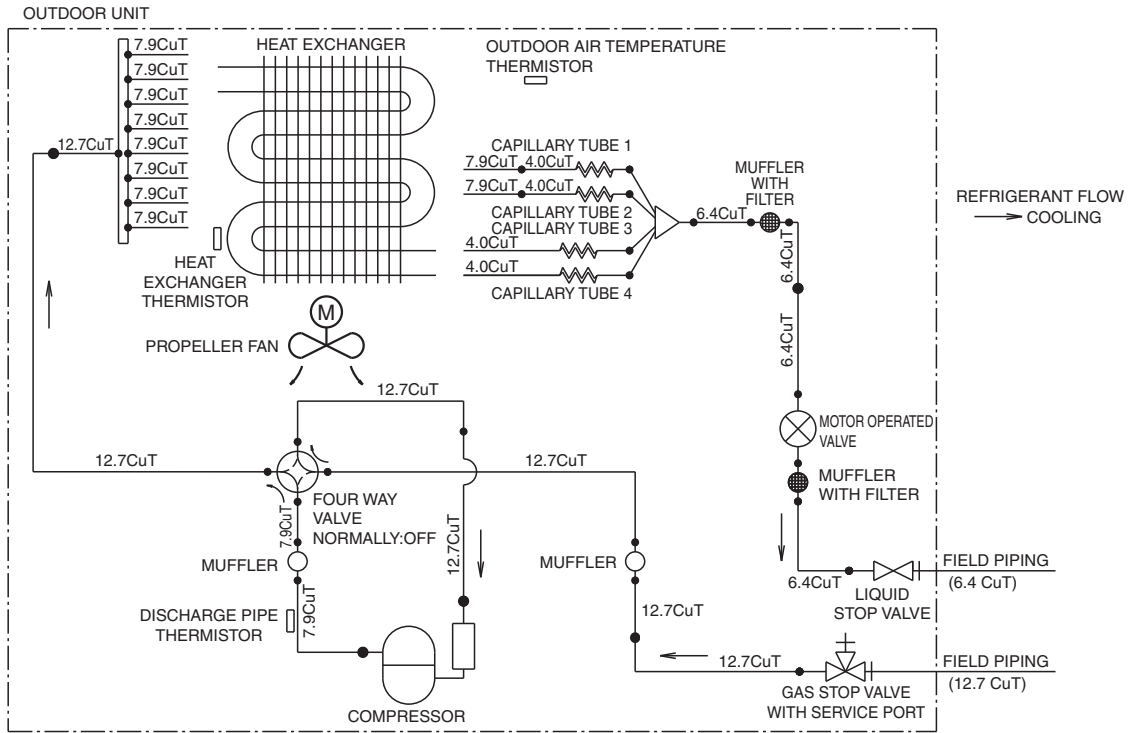 OUTDOOR UNIT
7.9CuT
7.9CuT
7.9CuT
7.9CuT
7.9CuT
7.9CuT
7.9CuT
7.9CuT
12.7CuT
HEAT EXCHANGER
OUTDOOR AIR TEMPERATURE
THERMISTOR
CAPILLARY TUBE 1
7.9CuT
4.0CuT
7.9CuT
4.0CuT
CAPILLARY TUBE 2
CAPILLARY TUBE 3
4.0CuT
4.0CuT
CAPILLARY TUBE 4
6.4CuT
MUFFLER
WITH
FILTER
6.4CuT
6.4CuT
REFRIGERANT FLOW
COOLING
HEAT
EXCHANGER
THERMISTOR
M
PROPELLER FAN
12.7CuT
MOTOR OPERATED
VALVE
MUFFLER
WITH FILTER
12.7CuT
12.7CuT
FOUR WAY
VALVE
NORMALLY:OFF
7.9CuT
12.7CuT
MUFFLER
MUFFLER
6.4CuT
LIQUID
STOP VALVE
FIELD PIPING
(6.4 CuT)
DISCHARGE PIPE
THERMISTOR
7.9CuT
12.7CuT
12.7CuT
FIELD PIPING
(12.7 CuT)
GAS STOP VALVE
WITH SERVICE PORT
COMPRESSOR